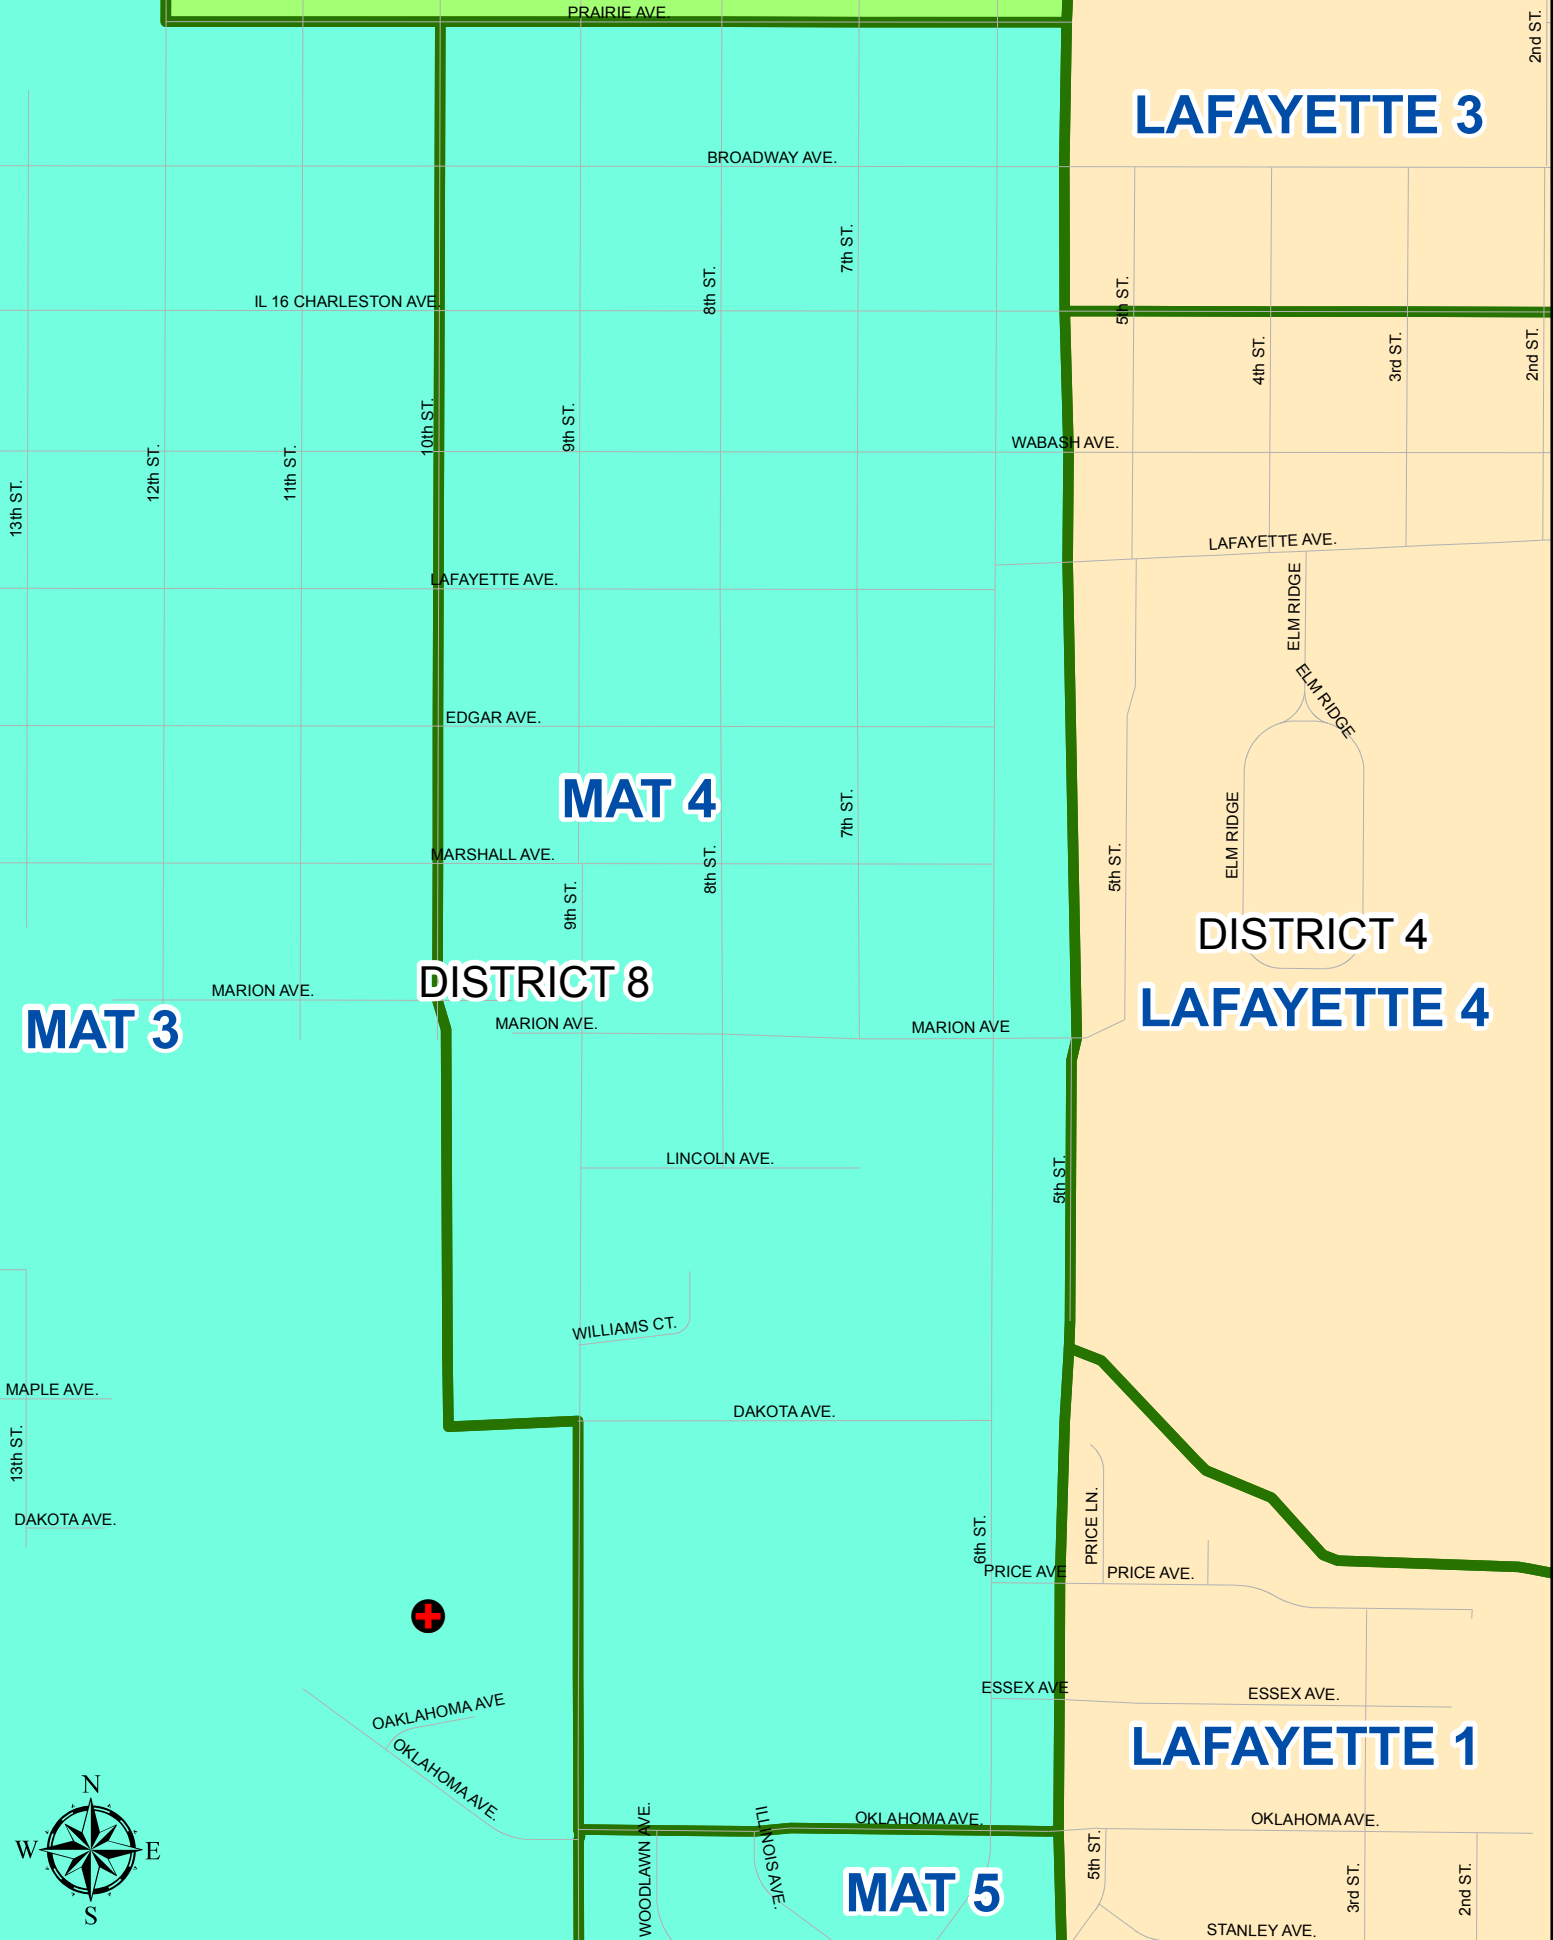 PRAIRIE AVE.
2nd ST.
LAFAYETTE 3
BROADWAY AVE.
7th ST.
8th ST.
5th ST.
IL 16 CHARLESTON AVE.
4th ST.
3rd ST.
2nd ST.
10th ST.
9th ST.
WABASH AVE.
12th ST.
11th ST.
13th ST.
LAFAYETTE AVE.
LAFAYETTE AVE.
ELM RIDGE
ELM RIDGE
EDGAR AVE.
MAT 4
7th ST.
ELM RIDGE
MARSHALL AVE.
8th ST.
5th ST.
9th ST.
DISTRICT 4
DISTRICT 8
MARION AVE.
LAFAYETTE 4
MAT 3
MARION AVE.
MARION AVE
LINCOLN AVE.
5th ST.
WILLIAMS CT.
MAPLE AVE.
DAKOTA AVE.
13th ST.
DAKOTA AVE.
PRICE LN.
6th ST.
PRICE AVE
PRICE AVE.
ESSEX AVE
ESSEX AVE.
OAKLAHOMA AVE
LAFAYETTE 1
OKLAHOMA AVE.
N
W
E
S
OKLAHOMA AVE.
OKLAHOMA AVE.
WOODLAWN AVE.
ILLINOIS AVE.
5th ST.
MAT 5
3rd ST.
2nd ST.
STANLEY AVE.